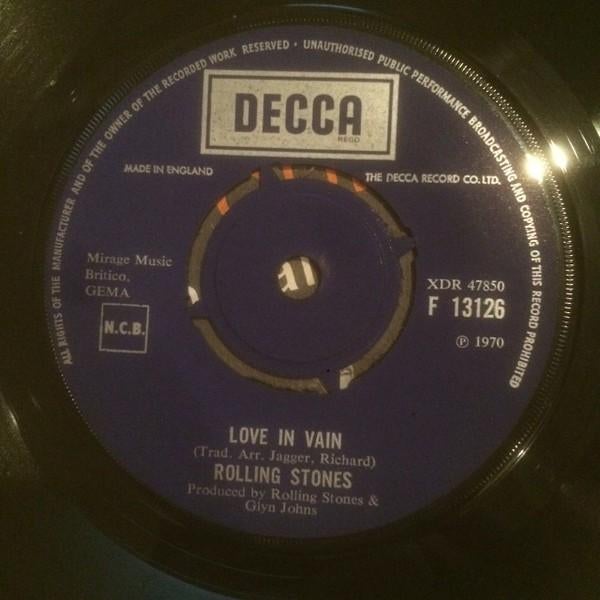 ALL RIGHTS OF THE MANUFACTURER AND OF THE OWNER OF THE RECORDED WORK RESERVED • UNAUTHORISED PUBLIC PERFORMANCE BROADCASTING AND COPYING OF THIS RECORD PROHIBITED
DECCA
REGD
MADE IN ENGLAND
THE DECCA RECORD CO. LTD.
Mirage Music
Britico,
GEMA
N.C.B.
XDR 47850
F 13126
℗ 1970
LOVE IN VAIN
(Trad. Arr. Jagger, Richard)
ROLLING STONES
Produced by Rolling Stones &
Glyn Johns